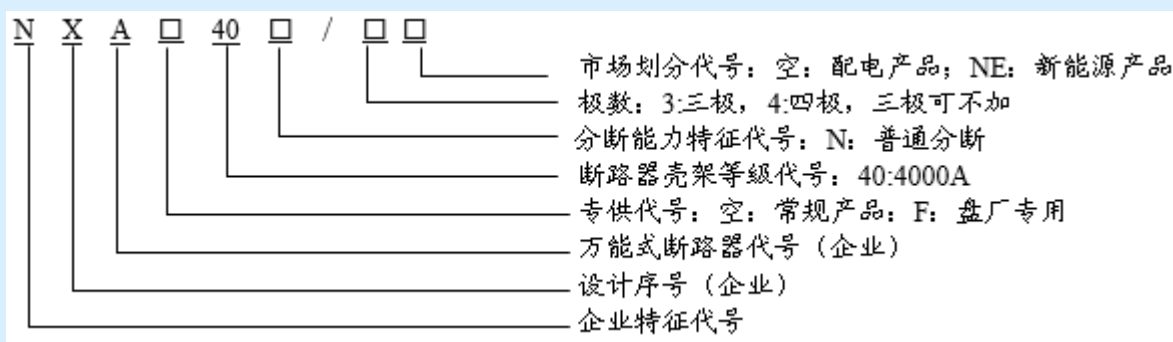 N X A □ 40 □ / □ □
市场划分代号：空：配电产品；NE：新能源产品
极数：3:三极，4:四极，三极可不加
分断能力特征代号：N：普通分断
断路器壳架等级代号：40:4000A
专供代号：空：常规产品；F：盘厂专用
万能式断路器代号（企业）
设计序号（企业）
企业特征代号